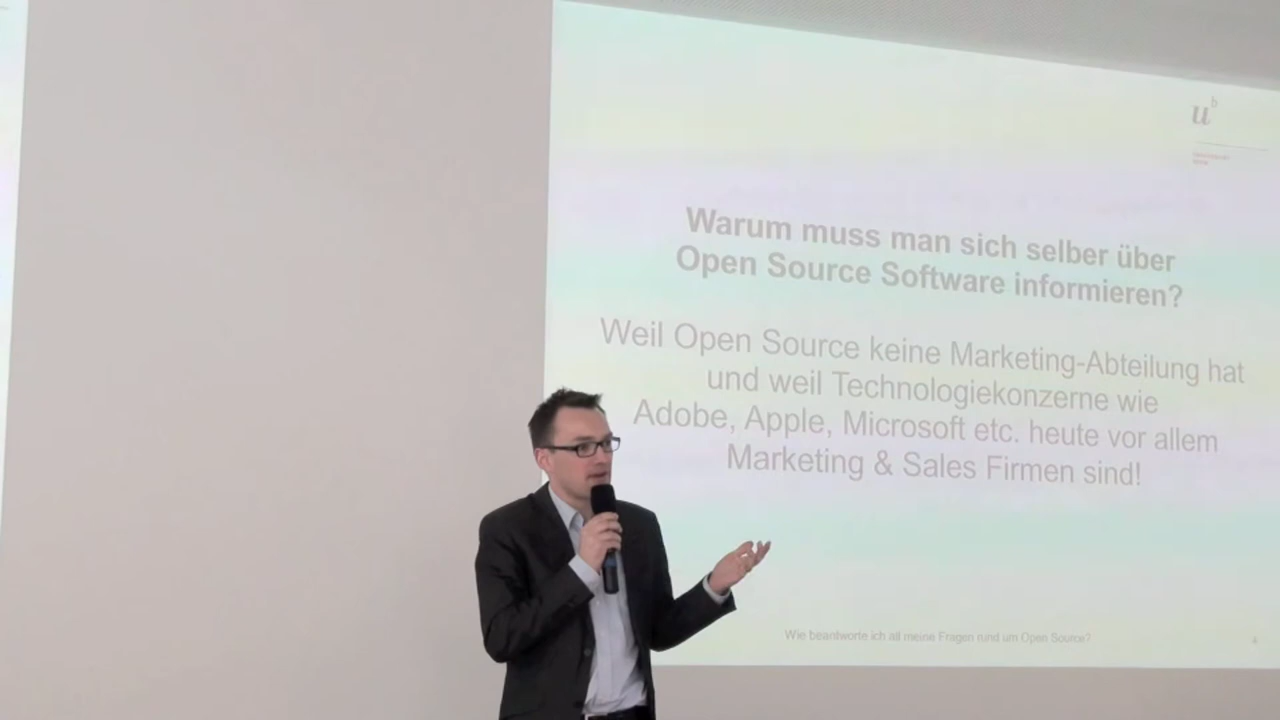 u^b
Warum muss man sich selber über
Open Source Software informieren?
Weil Open Source keine Marketing-Abteilung hat
und weil Technologiekonzerne wie
Adobe, Apple, Microsoft etc. heute vor allem
Marketing & Sales Firmen sind!
Wie beantworte ich all meine Fragen rund um Open Source?